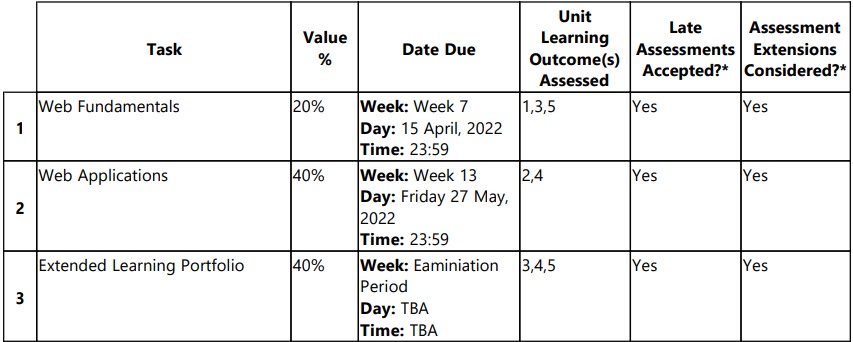 Task
Value
%
Date Due
Unit
Learning
Outcome(s)
Assessed
Late
Assessments
Accepted?*
Assessment
Extensions
Considered?*
1
Web Fundamentals
20%
Week: Week 7
Day: 15 April, 2022
Time: 23:59
1,3,5
Yes
Yes
2
Web Applications
40%
Week: Week 13
Day: Friday 27 May,
2022
Time: 23:59
2,4
Yes
Yes
3
Extended Learning Portfolio
40%
Week: Eaminiation
Period
Day: TBA
Time: TBA
3,4,5
Yes
Yes